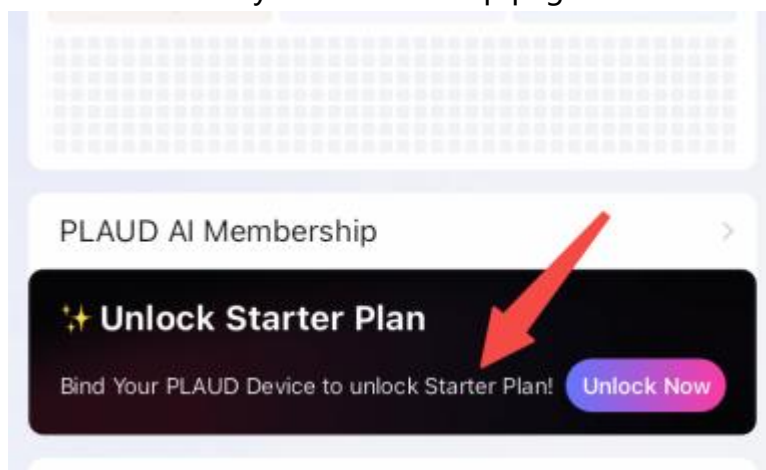 PLAUD AI Membership
✨ Unlock Starter Plan
Bind Your PLAUD Device to unlock Starter Plan!
Unlock Now